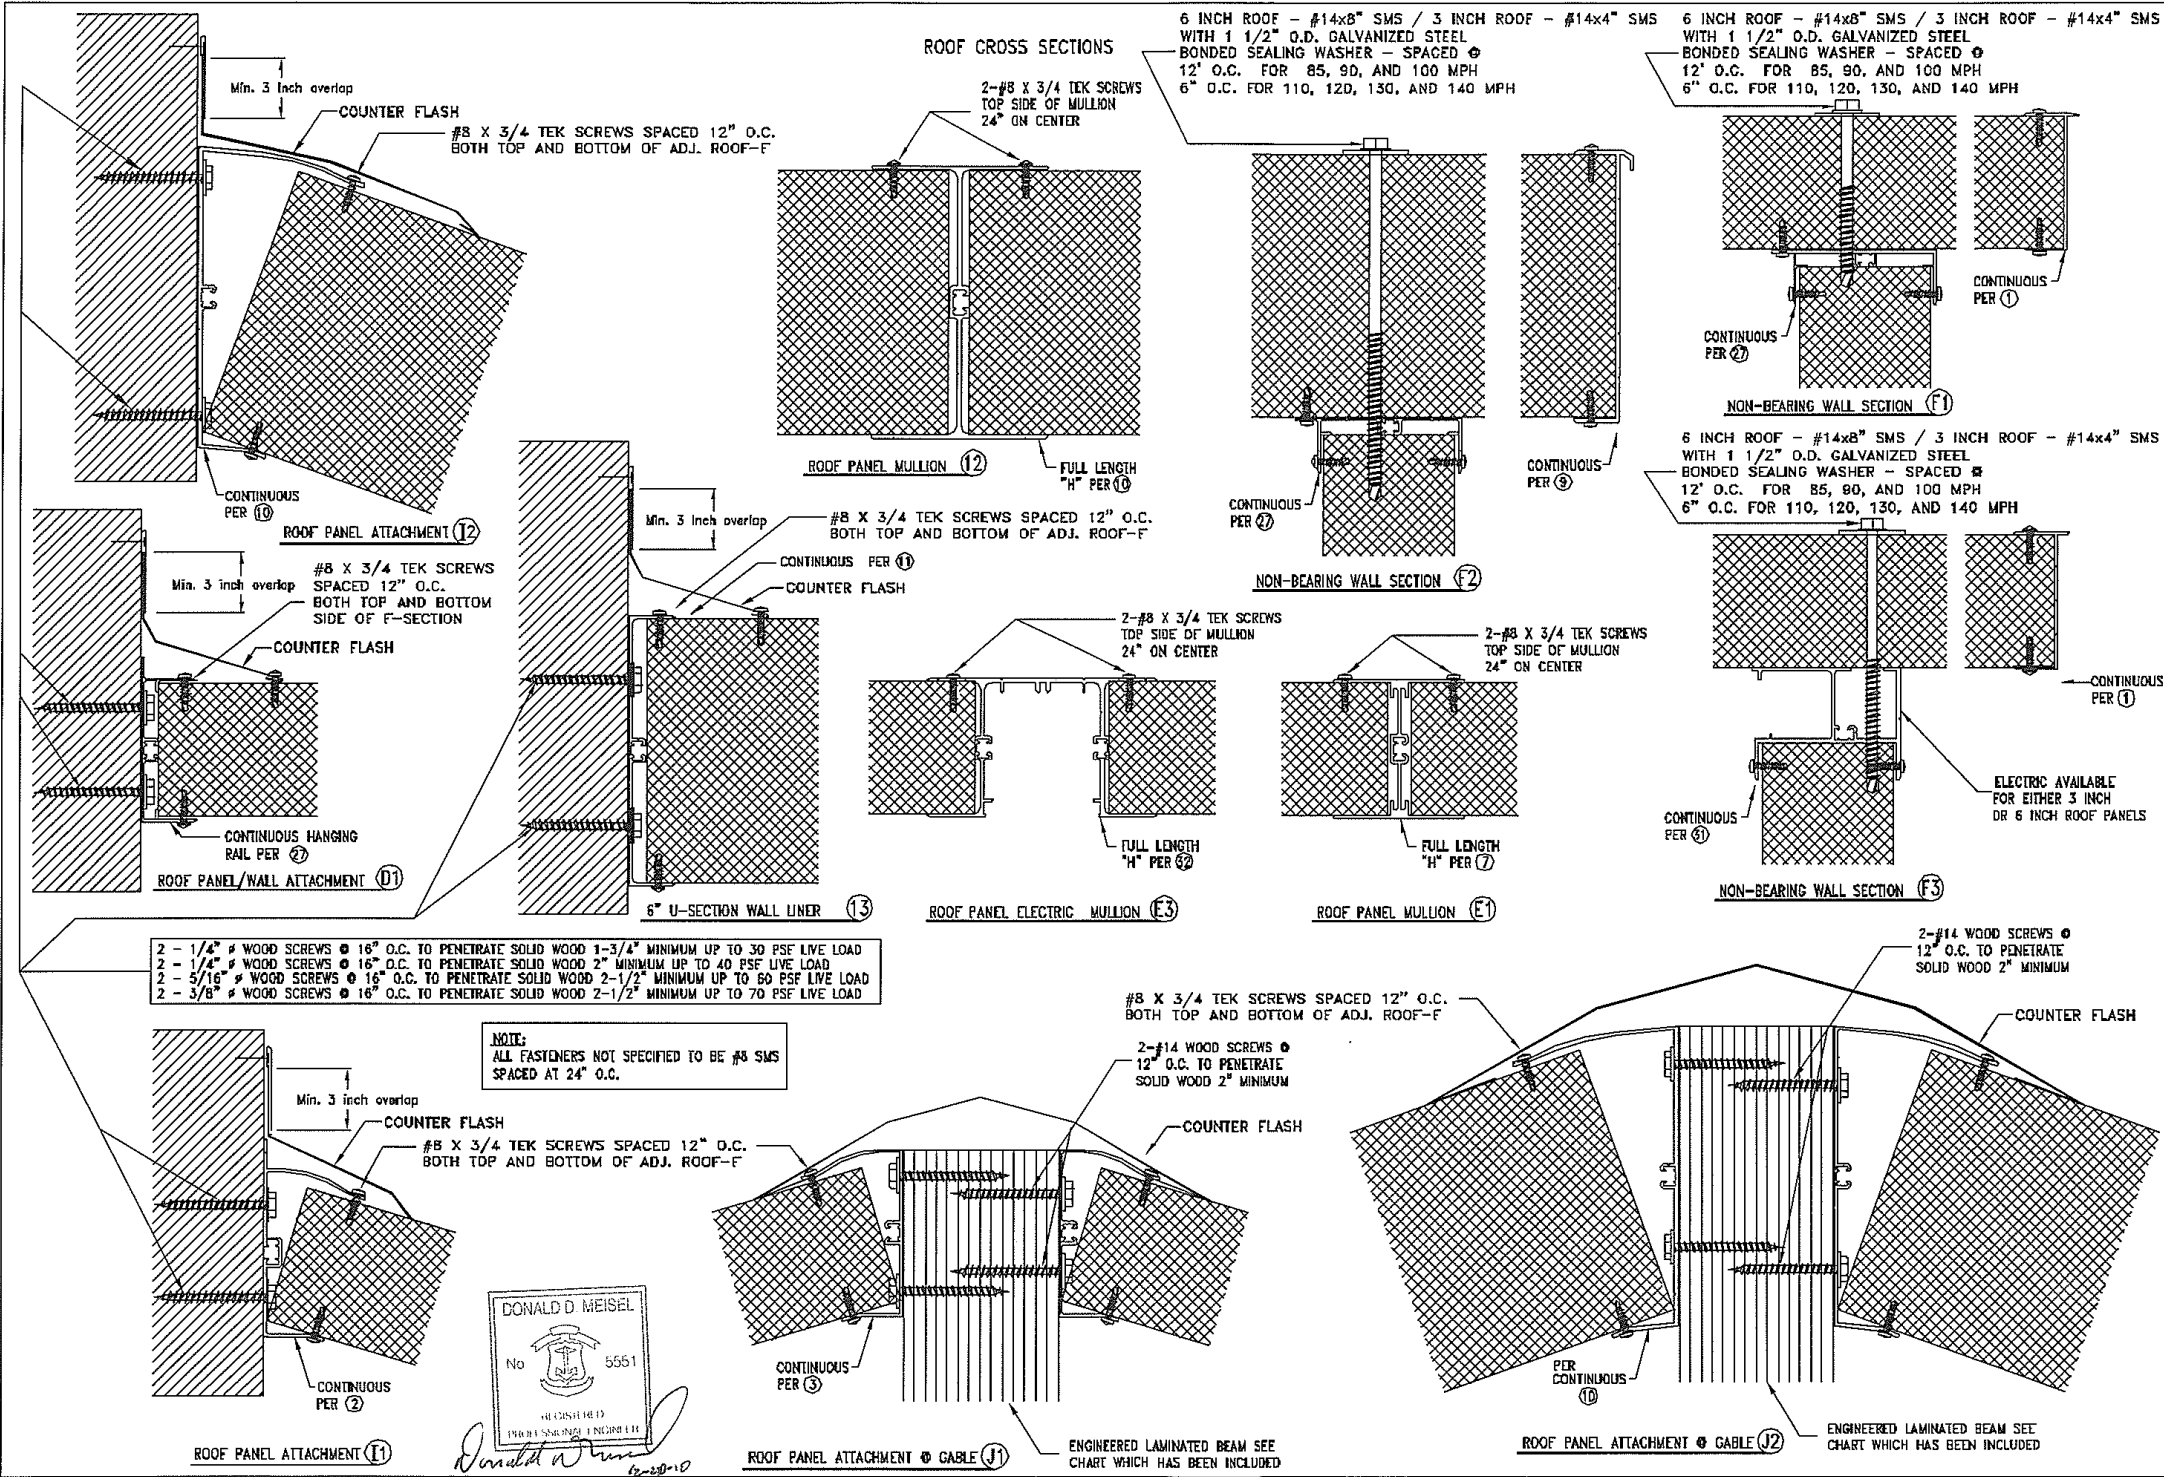 ROOF CROSS SECTIONS
Min. 3 inch overlap
COUNTER FLASH
#8 X 3/4 TEK SCREWS SPACED 12" O.C.
BOTH TOP AND BOTTOM OF ADJ. ROOF-F
CONTINUOUS
PER 10
ROOF PANEL ATTACHMENT I2
2-#8 X 3/4 TEK SCREWS
TOP SIDE OF MULLION
24" ON CENTER
ROOF PANEL MULLION 12
FULL LENGTH
"H" PER 10
6 INCH ROOF - #14x8" SMS / 3 INCH ROOF - #14x4" SMS
WITH 1 1/2" O.D. GALVANIZED STEEL
BONDED SEALING WASHER - SPACED @
12' O.C. FOR 85, 90, AND 100 MPH
6" O.C. FOR 110, 120, 130, AND 140 MPH
CONTINUOUS
PER 27
CONTINUOUS
PER 9
NON-BEARING WALL SECTION F2
6 INCH ROOF - #14x8" SMS / 3 INCH ROOF - #14x4" SMS
WITH 1 1/2" O.D. GALVANIZED STEEL
BONDED SEALING WASHER - SPACED @
12' O.C. FOR 85, 90, AND 100 MPH
6" O.C. FOR 110, 120, 130, AND 140 MPH
CONTINUOUS
PER 1
CONTINUOUS
PER 27
NON-BEARING WALL SECTION F1
6 INCH ROOF - #14x8" SMS / 3 INCH ROOF - #14x4" SMS
WITH 1 1/2" O.D. GALVANIZED STEEL
BONDED SEALING WASHER - SPACED @
12' O.C. FOR 85, 90, AND 100 MPH
6" O.C. FOR 110, 120, 130, AND 140 MPH
CONTINUOUS
PER 1
ELECTRIC AVAILABLE
FOR EITHER 3 INCH
OR 6 INCH ROOF PANELS
CONTINUOUS
PER 31
NON-BEARING WALL SECTION F3
Min. 3 inch overlap
#8 X 3/4 TEK SCREWS
SPACED 12" O.C.
BOTH TOP AND BOTTOM
SIDE OF F-SECTION
COUNTER FLASH
CONTINUOUS HANGING
RAIL PER 27
ROOF PANEL/WALL ATTACHMENT D1
Min. 3 inch overlap
#8 X 3/4 TEK SCREWS SPACED 12" O.C.
BOTH TOP AND BOTTOM OF ADJ. ROOF-F
CONTINUOUS PER 11
COUNTER FLASH
6" U-SECTION WALL LINER 13
2-#8 X 3/4 TEK SCREWS
TOP SIDE OF MULLION
24" ON CENTER
FULL LENGTH
"H" PER 32
ROOF PANEL ELECTRIC MULLION E3
2-#8 X 3/4 TEK SCREWS
TOP SIDE OF MULLION
24" ON CENTER
FULL LENGTH
"H" PER 7
ROOF PANEL MULLION E1
2 - 1/4" ø WOOD SCREWS @ 16" O.C. TO PENETRATE SOLID WOOD 1-3/4" MINIMUM UP TO 30 PSF LIVE LOAD
2 - 1/4" ø WOOD SCREWS @ 16" O.C. TO PENETRATE SOLID WOOD 2" MINIMUM UP TO 40 PSF LIVE LOAD
2 - 5/16" ø WOOD SCREWS @ 16" O.C. TO PENETRATE SOLID WOOD 2-1/2" MINIMUM UP TO 60 PSF LIVE LOAD
2 - 3/8" ø WOOD SCREWS @ 16" O.C. TO PENETRATE SOLID WOOD 2-1/2" MINIMUM UP TO 70 PSF LIVE LOAD
NOTE:
ALL FASTENERS NOT SPECIFIED TO BE #8 SMS
SPACED AT 24" O.C.
Min. 3 inch overlap
COUNTER FLASH
#8 X 3/4 TEK SCREWS SPACED 12" O.C.
BOTH TOP AND BOTTOM OF ADJ. ROOF-F
CONTINUOUS
PER 2
ROOF PANEL ATTACHMENT I1
DONALD D. MEISEL
No 5551
REGISTERED
PROFESSIONAL ENGINEER
12-20-10
#8 X 3/4 TEK SCREWS SPACED 12" O.C.
BOTH TOP AND BOTTOM OF ADJ. ROOF-F
2-#14 WOOD SCREWS @
12" O.C. TO PENETRATE
SOLID WOOD 2" MINIMUM
COUNTER FLASH
CONTINUOUS
PER 3
ROOF PANEL ATTACHMENT @ GABLE J1
ENGINEERED LAMINATED BEAM SEE
CHART WHICH HAS BEEN INCLUDED
2-#14 WOOD SCREWS @
12" O.C. TO PENETRATE
SOLID WOOD 2" MINIMUM
COUNTER FLASH
PER
CONTINUOUS
10
ROOF PANEL ATTACHMENT @ GABLE J2
ENGINEERED LAMINATED BEAM SEE
CHART WHICH HAS BEEN INCLUDED